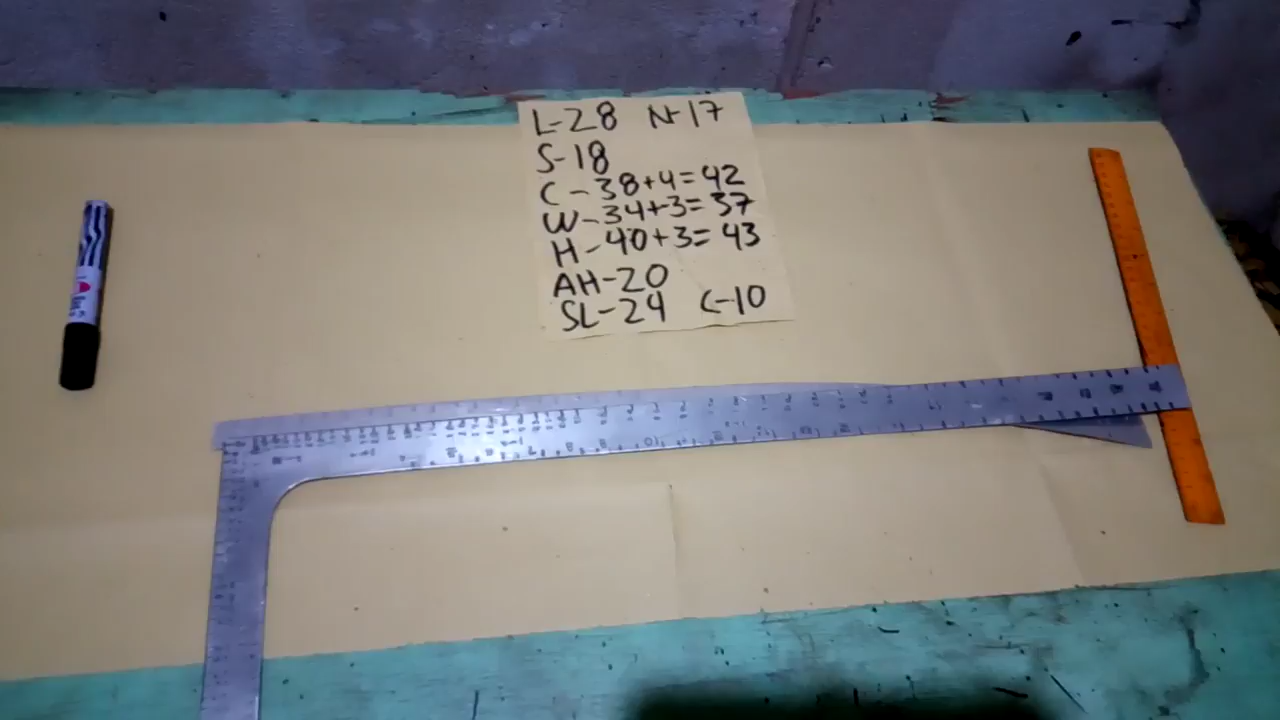 L-28 N-17
S-18
C-38+4=42
W-34+3=37
H-40+3=43
AH-20
SL-24 C-10